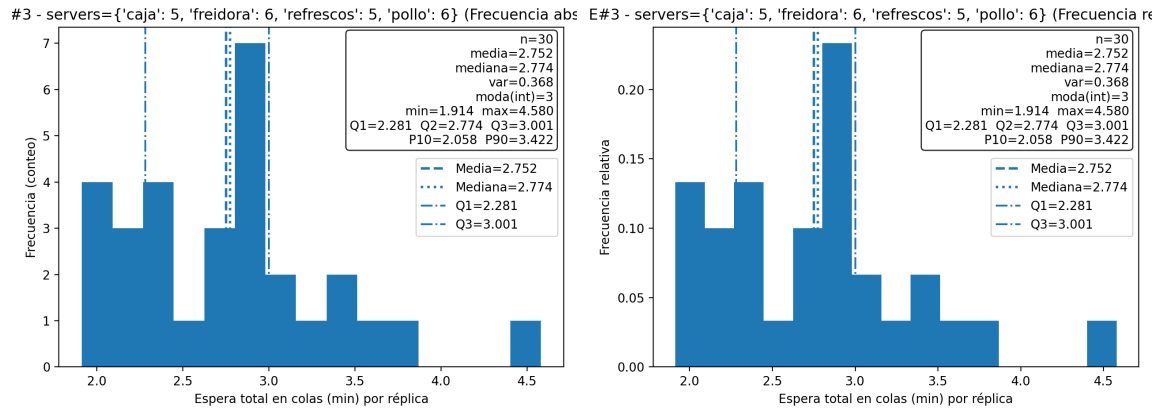 #3 - servers={'caja': 5, 'freidora': 6, 'refrescos': 5, 'pollo': 6} (Frecuencia abs
n=30
media=2.752
mediana=2.774
var=0.368
moda(int)=3
min=1.914 max=4.580
Q1=2.281 Q2=2.774 Q3=3.001
P10=2.058 P90=3.422
Media=2.752
Mediana=2.774
Q1=2.281
Q3=3.001
7
6
5
4
3
2
1
0
Frecuencia (conteo)
2.0 2.5 3.0 3.5 4.0 4.5
Espera total en colas (min) por réplica
E#3 - servers={'caja': 5, 'freidora': 6, 'refrescos': 5, 'pollo': 6} (Frecuencia re
n=30
media=2.752
mediana=2.774
var=0.368
moda(int)=3
min=1.914 max=4.580
Q1=2.281 Q2=2.774 Q3=3.001
P10=2.058 P90=3.422
Media=2.752
Mediana=2.774
Q1=2.281
Q3=3.001
0.20
0.15
0.10
0.05
0.00
Frecuencia relativa
2.0 2.5 3.0 3.5 4.0 4.5
Espera total en colas (min) por réplica